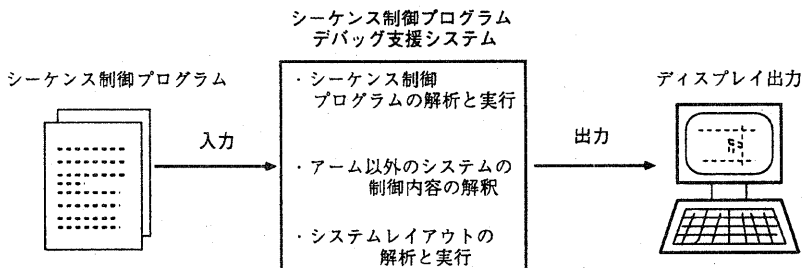 シーケンス制御プログラム
デバッグ支援システム
シーケンス制御プログラム
・シーケンス制御
プログラムの解析と実行
・アーム以外のシステムの
制御内容の解釈
・システムレイアウトの
解析と実行
入力
出力
ディスプレイ出力